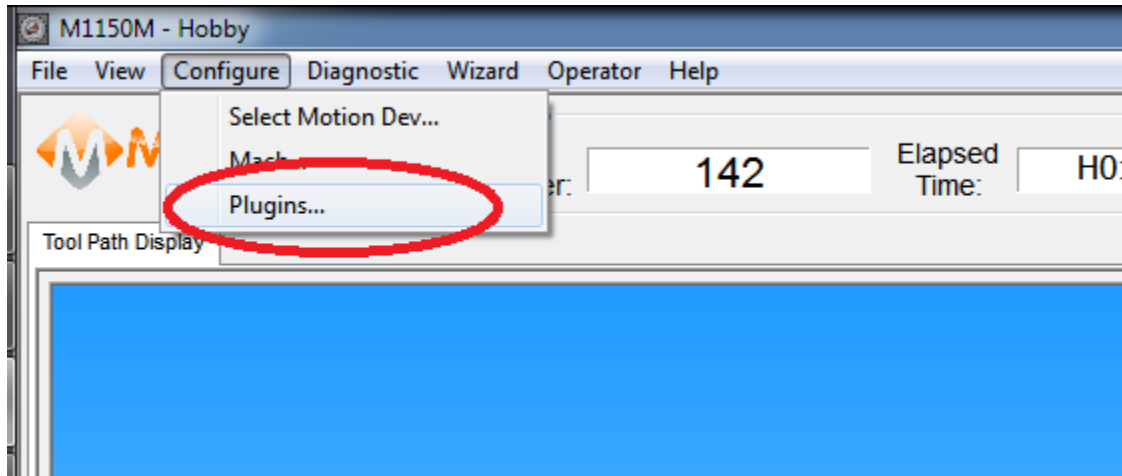 M1150M - Hobby
File View Configure Diagnostic Wizard Operator Help
Select Motion Dev...
Plugins...
142
Elapsed
Time:
H0:
Tool Path Display